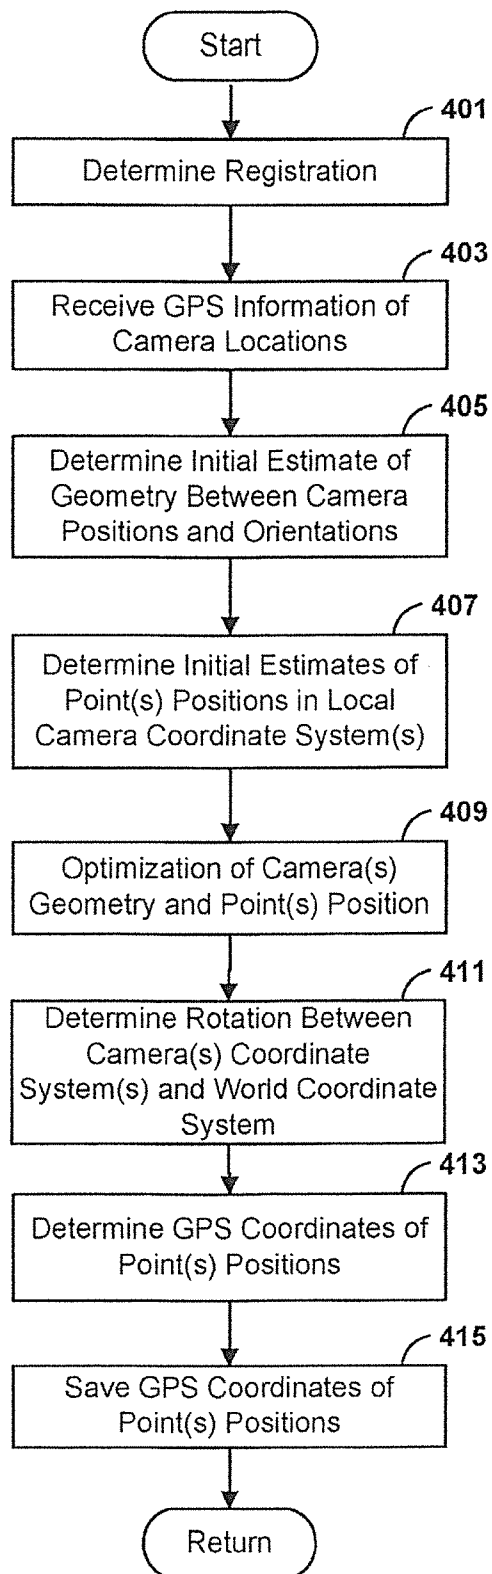 Start
401
Determine Registration
403
Receive GPS Information of
Camera Locations
405
Determine Initial Estimate of
Geometry Between Camera
Positions and Orientations
407
Determine Initial Estimates of
Point(s) Positions in Local
Camera Coordinate System(s)
409
Optimization of Camera(s)
Geometry and Point(s) Position
411
Determine Rotation Between
Camera(s) Coordinate
System(s) and World Coordinate
System
413
Determine GPS Coordinates of
Point(s) Positions
415
Save GPS Coordinates of
Point(s) Positions
Return